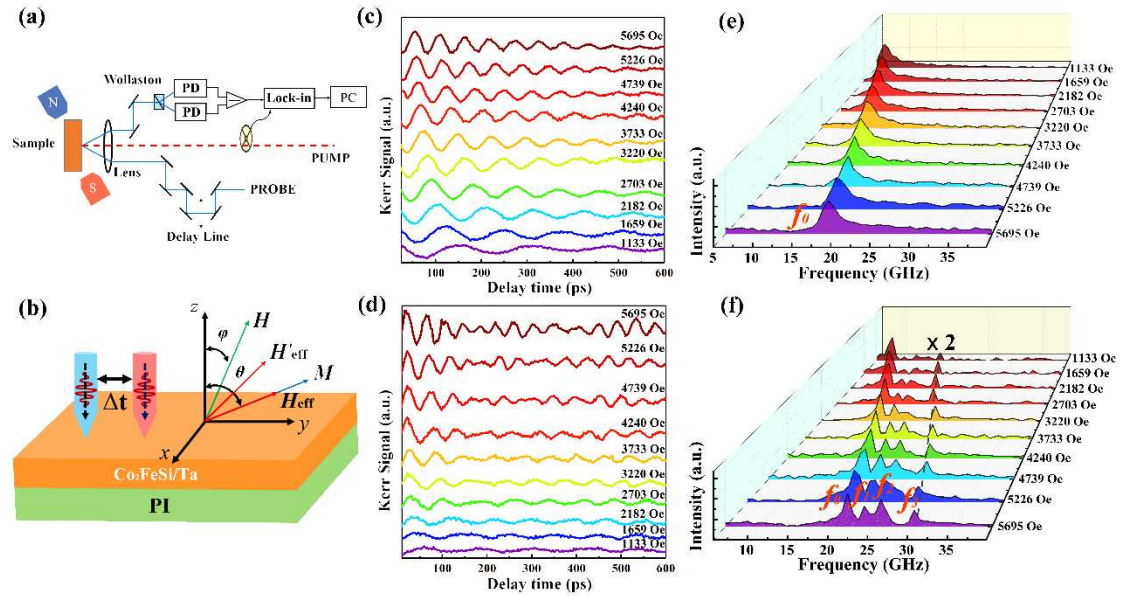 (a)
Wollaston
PD
PD
Lock-in
PC
N
Sample
S
Lens
PUMP
PROBE
Delay Line
(b)
z
H
φ
H'eff
θ
M
Heff
Δt
x
y
Co₂FeSi/Ta
PI
(c)
Kerr Signal (a.u.)
5695 Oe
5226 Oe
4739 Oe
4240 Oe
3733 Oe
3220 Oe
2703 Oe
2182 Oe
1659 Oe
1133 Oe
100 200 300 400 500 600
Delay time (ps)
(d)
Kerr Signal (a.u.)
5695 Oe
5226 Oe
4739 Oe
4240 Oe
3733 Oe
3220 Oe
2703 Oe
2182 Oe
1659 Oe
1133 Oe
100 200 300 400 500 600
Delay time (ps)
(e)
Intensity (a.u.)
1133 Oe
1659 Oe
2182 Oe
2703 Oe
3220 Oe
3733 Oe
4240 Oe
4739 Oe
5226 Oe
5695 Oe
f0
5 10 15 20 25 30 35
Frequency (GHz)
(f)
x 2
Intensity (a.u.)
1133 Oe
1659 Oe
2182 Oe
2703 Oe
3220 Oe
3733 Oe
4240 Oe
4739 Oe
5226 Oe
5695 Oe
10 15 20 25 30 35
Frequency (GHz)